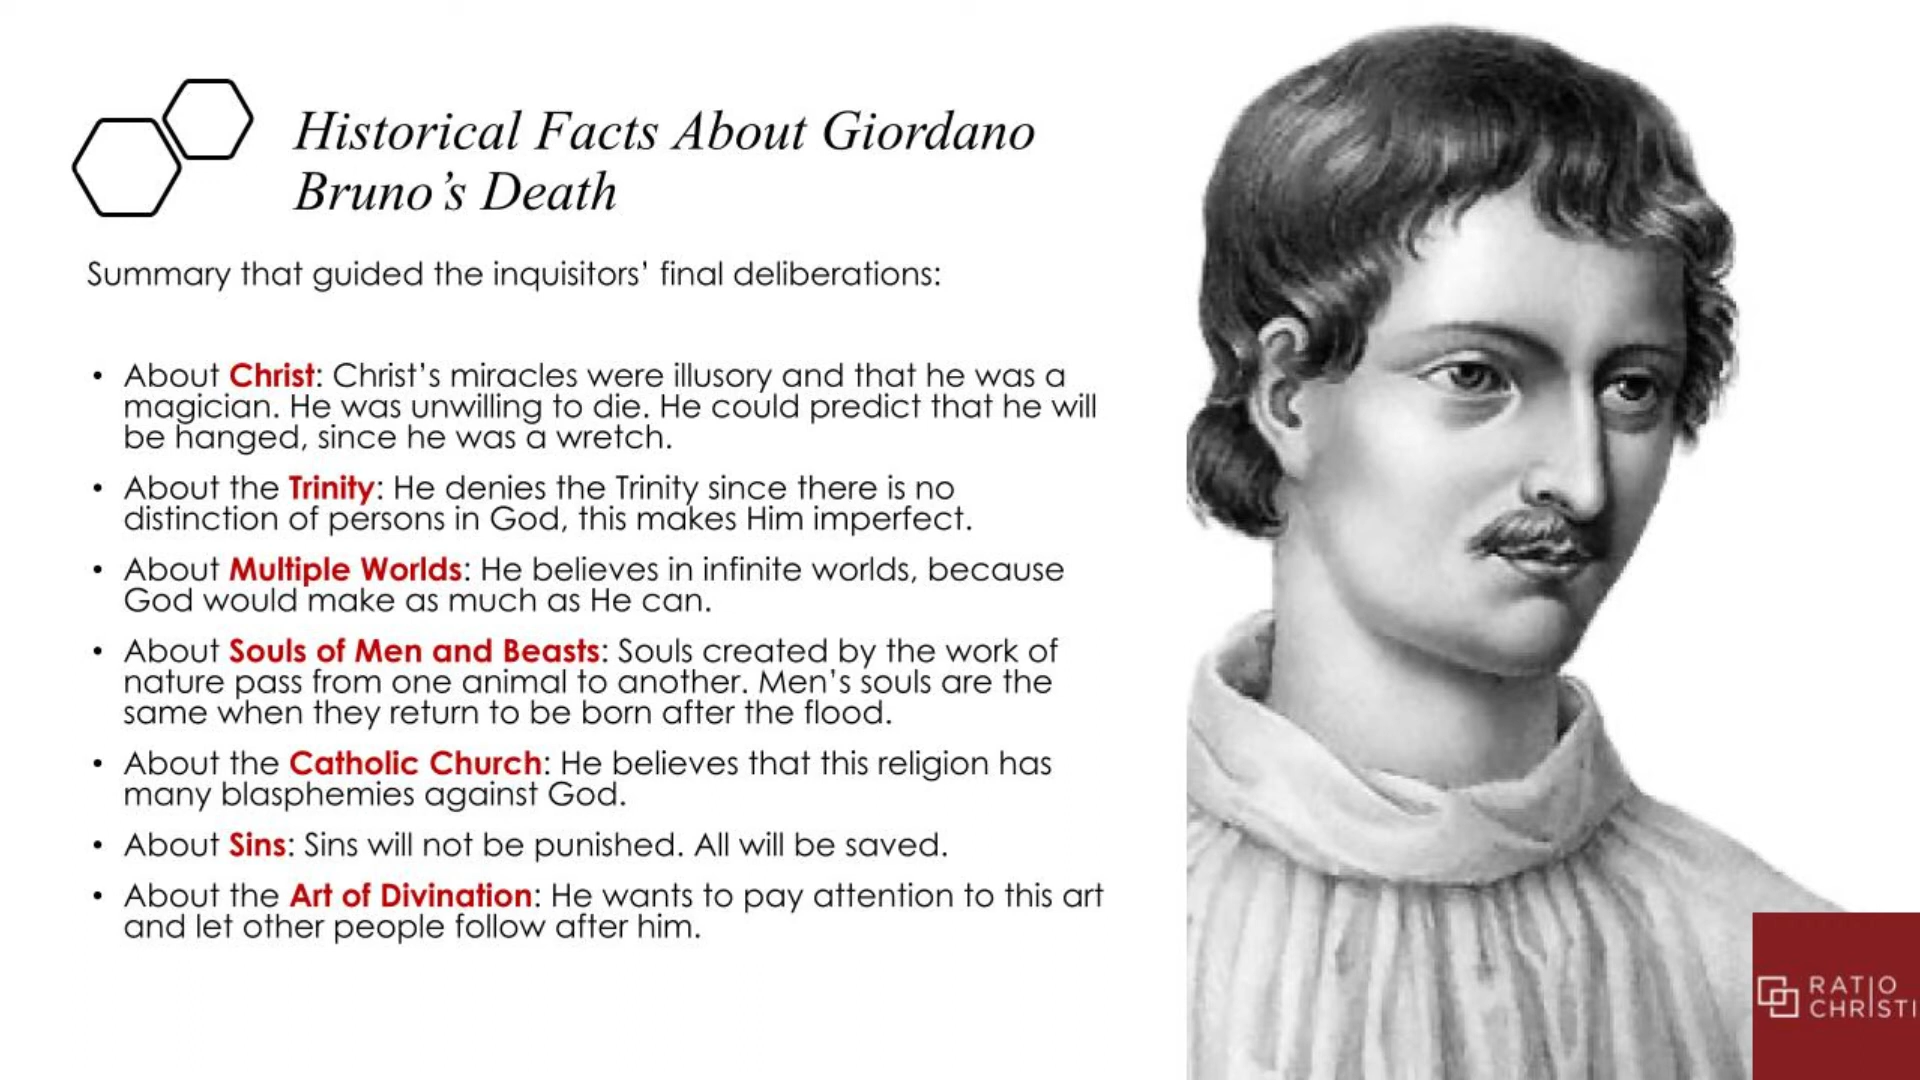 Historical Facts About Giordano
Bruno's Death
Summary that guided the inquisitors' final deliberations:
• About Christ: Christ's miracles were illusory and that he was a
magician. He was unwilling to die. He could predict that he will
be hanged, since he was a wretch.
• About the Trinity: He denies the Trinity since there is no
distinction of persons in God, this makes Him imperfect.
• About Multiple Worlds: He believes in infinite worlds, because
God would make as much as He can.
• About Souls of Men and Beasts: Souls created by the work of
nature pass from one animal to another. Men's souls are the
same when they return to be born after the flood.
• About the Catholic Church: He believes that this religion has
many blasphemies against God.
• About Sins: Sins will not be punished. All will be saved.
• About the Art of Divination: He wants to pay attention to this art
and let other people follow after him.
RATIO
CHRISTI